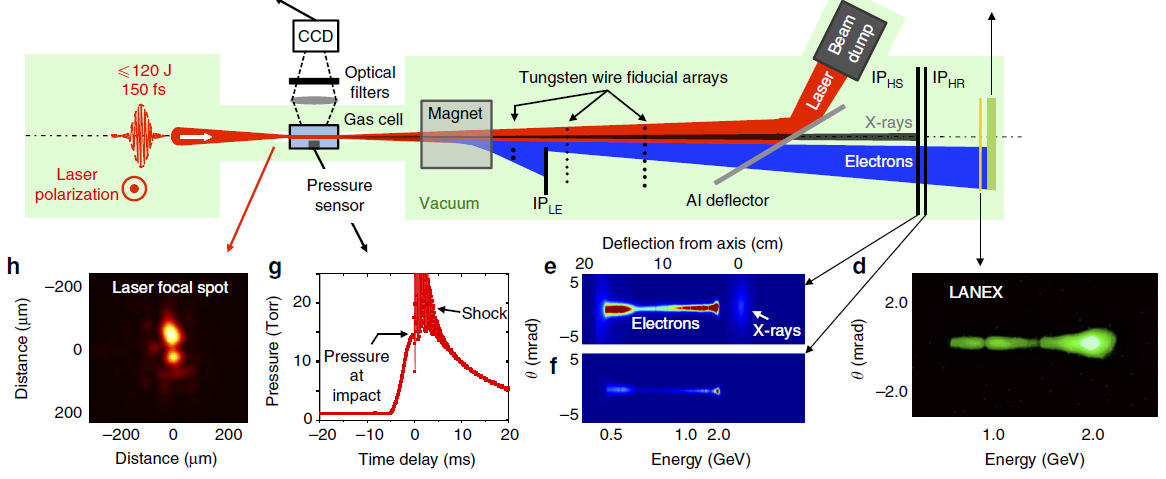 CCD
Optical
filters
Gas cell
⩽120 J
150 fs
Laser
polarization
Pressure
sensor
Magnet
Vacuum
Tungsten wire fiducial arrays
IP_LE
Al deflector
Laser
Beam
dump
IP_HS
IP_HR
X-rays
Electrons
h
Laser focal spot
Distance (μm)
−200
0
200
−200 0 200
Distance (μm)
g
Pressure (Torr)
20
10
0
Shock
Pressure
at
impact
−20 −10 0 10 20
Time delay (ms)
Deflection from axis (cm)
20 10 0
e
5
−5
θ (mrad)
Electrons
X-rays
f
5
−5
θ (mrad)
0.5 1.0 2.0
Energy (GeV)
d
LANEX
2.0
θ (mrad)
−2.0
1.0 2.0
Energy (GeV)